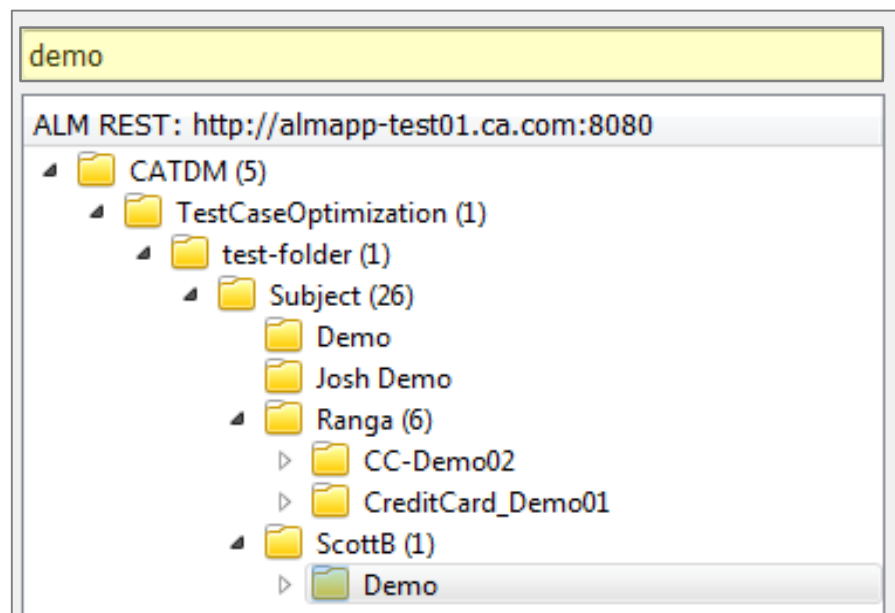 demo
ALM REST: http://almapp-test01.ca.com:8080
CATDM (5)
TestCaseOptimization (1)
test-folder (1)
Subject (26)
Demo
Josh Demo
Ranga (6)
CC-Demo02
CreditCard_Demo01
ScottB (1)
Demo